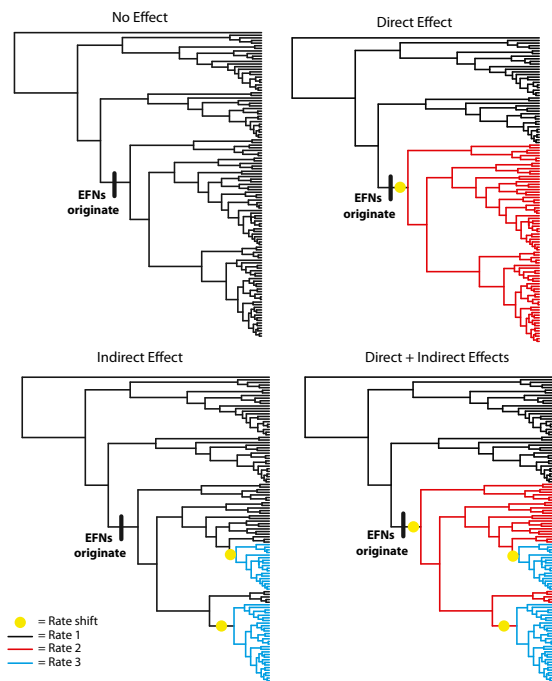 No Effect
Direct Effect
EFNs
originate
EFNs
originate
Indirect Effect
Direct + Indirect Effects
EFNs
originate
EFNs
originate
= Rate shift
= Rate 1
= Rate 2
= Rate 3